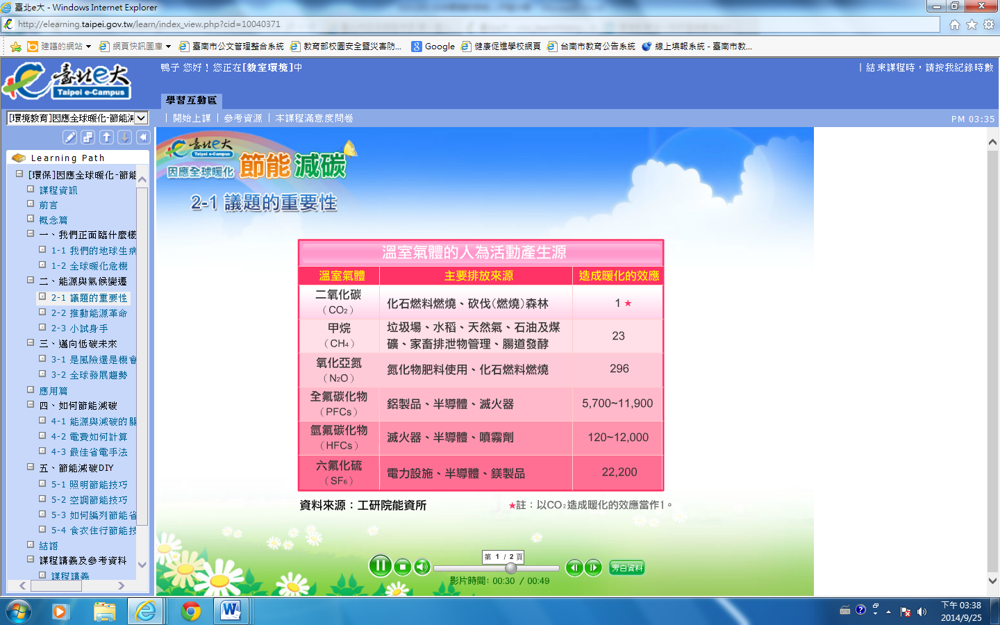 臺北e大 - Windows Internet Explorer
http://elearning.taipei.gov.tw/learn/index_view.php?cid=10040371
建議的網站 網頁快訊圖庫 臺南市公文管理整合系統 教育部校園安全暨災害防... Google 健康促進學校網頁 台南市教育公告系統 線上填報系統 - 臺南市教...
臺北e大
Taipei e-Campus
鴨子 您好！您正在[教室環境]中
結束課程時，請按我紀錄時數
學習互動區
[環境教育]因應全球暖化-節能減
開始上課 | 參考資源 | 本課程滿意度問卷
PM 03:35
Learning Path
[環保]因應全球暖化-節能
課程資訊
前言
概念篇
一、我們正面臨什麼樣
1-1 我們的地球生病
1-2 全球暖化危機
二、能源與氣候變遷
2-1 議題的重要性
2-2 推動能源革命
2-3 小試身手
三、邁向低碳未來
3-1 是風險還是機會
3-2 全球發展趨勢
應用篇
四、如何節能減碳
4-1 能源與減碳的關
4-2 電費如何計算
4-3 最佳省電手法
五、節能減碳DIY
5-1 照明節能技巧
5-2 空調節能技巧
5-3 如何編列節能省
5-4 食衣住行節能技
結語
課程講義及參考資料
課程講義
臺北e大
Taipei e-Campus
因應全球暖化 節能減碳
2-1 議題的重要性
溫室氣體的人為活動產生源
溫室氣體 主要排放來源 造成暖化的效應
二氧化碳
（CO₂） 化石燃料燃燒、砍伐(燃燒)森林 1 ★
甲烷
（CH₄） 垃圾場、水稻、天然氣、石油及煤
礦、家畜排泄物管理、腸道發酵 23
氧化亞氮
（N₂O） 氮化物肥料使用、化石燃料燃燒 296
全氟碳化物
（PFCs） 鋁製品、半導體、滅火器 5,700~11,900
氫氟碳化物
（HFCs） 滅火器、半導體、噴霧劑 120~12,000
六氟化硫
（SF₆） 電力設施、半導體、鎂製品 22,200
資料來源：工研院能資所
★註：以CO₂造成暖化的效應當作1。
第 1 / 2 頁
影片時間: 00:30 / 00:49
旁白資料
下午 03:38
2014/9/25